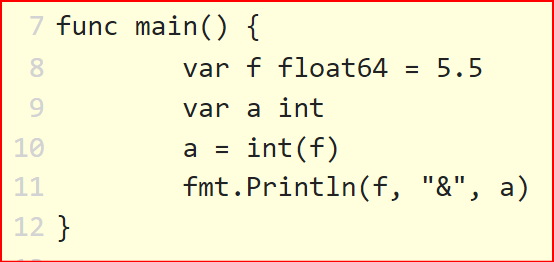 7 func main() {
8 var f float64 = 5.5
9 var a int
10 a = int(f)
11 fmt.Println(f, "&", a)
12 }